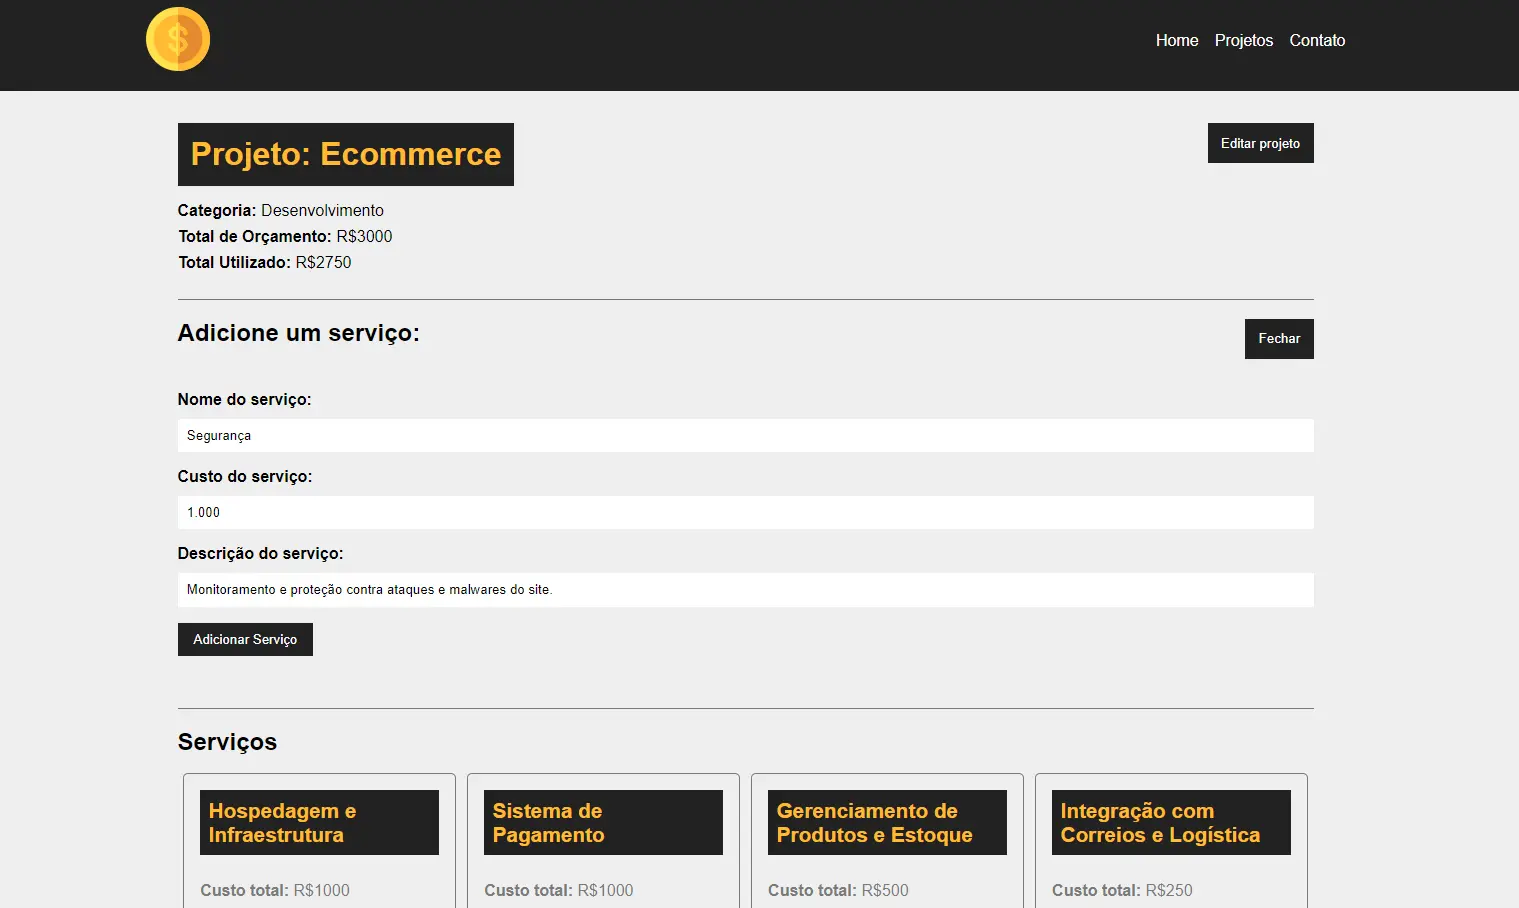 $
Home Projetos Contato
Projeto: Ecommerce
Editar projeto
Categoria: Desenvolvimento
Total de Orçamento: R$3000
Total Utilizado: R$2750
Adicione um serviço:
Fechar
Nome do serviço:
Segurança
Custo do serviço:
1.000
Descrição do serviço:
Monitoramento e proteção contra ataques e malwares do site.
Adicionar Serviço
Serviços
Hospedagem e
Infraestrutura
Custo total: R$1000
Sistema de
Pagamento
Custo total: R$1000
Gerenciamento de
Produtos e Estoque
Custo total: R$500
Integração com
Correios e Logística
Custo total: R$250